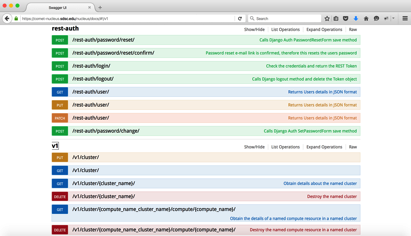 Swagger UI
Search
rest-auth
Show/Hide
List Operations
Expand Operations
Raw
POST /rest-auth/password/reset/ Calls Django Auth PasswordResetForm save method
POST /rest-auth/password/reset/confirm/ Password reset e-mail link is confirmed, therefore this resets the users password
POST /rest-auth/login/ Check the credentials and return the REST Token
POST /rest-auth/logout/ Calls Django logout method and delete the Token object
GET /rest-auth/user/ Returns Users details in JSON format
PUT /rest-auth/user/ Returns Users details in JSON format
PATCH /rest-auth/user/ Returns Users details in JSON format
POST /rest-auth/password/change/ Calls Django Auth SetPasswordForm save method
v1
Show/Hide
List Operations
Expand Operations
Raw
PUT /v1/cluster/
GET /v1/cluster/
GET /v1/cluster/{cluster_name}/ Obtain details about the named cluster
DELETE /v1/cluster/{cluster_name}/ Destroy the named cluster
GET /v1/cluster/{compute_name_cluster_name}/compute/{compute_name}/
Obtain the details of a named compute resource in a named cluster
DELETE /v1/cluster/{compute_name_cluster_name}/compute/{compute_name}/ Destroy the named compute resource in a named cluster